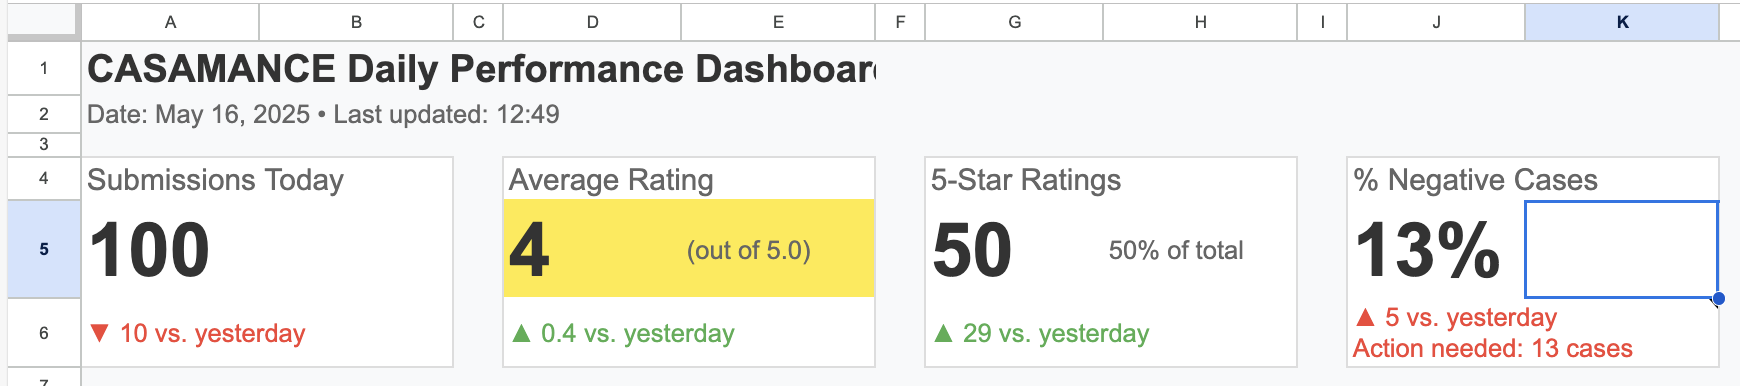 A B C D E F G H I J K
1 CASAMANCE Daily Performance Dashboar
2 Date: May 16, 2025 • Last updated: 12:49
3
4 Submissions Today Average Rating 5-Star Ratings % Negative Cases
5 100 4 (out of 5.0) 50 50% of total 13%
6 ▼ 10 vs. yesterday ▲ 0.4 vs. yesterday ▲ 29 vs. yesterday ▲ 5 vs. yesterday
Action needed: 13 cases
7